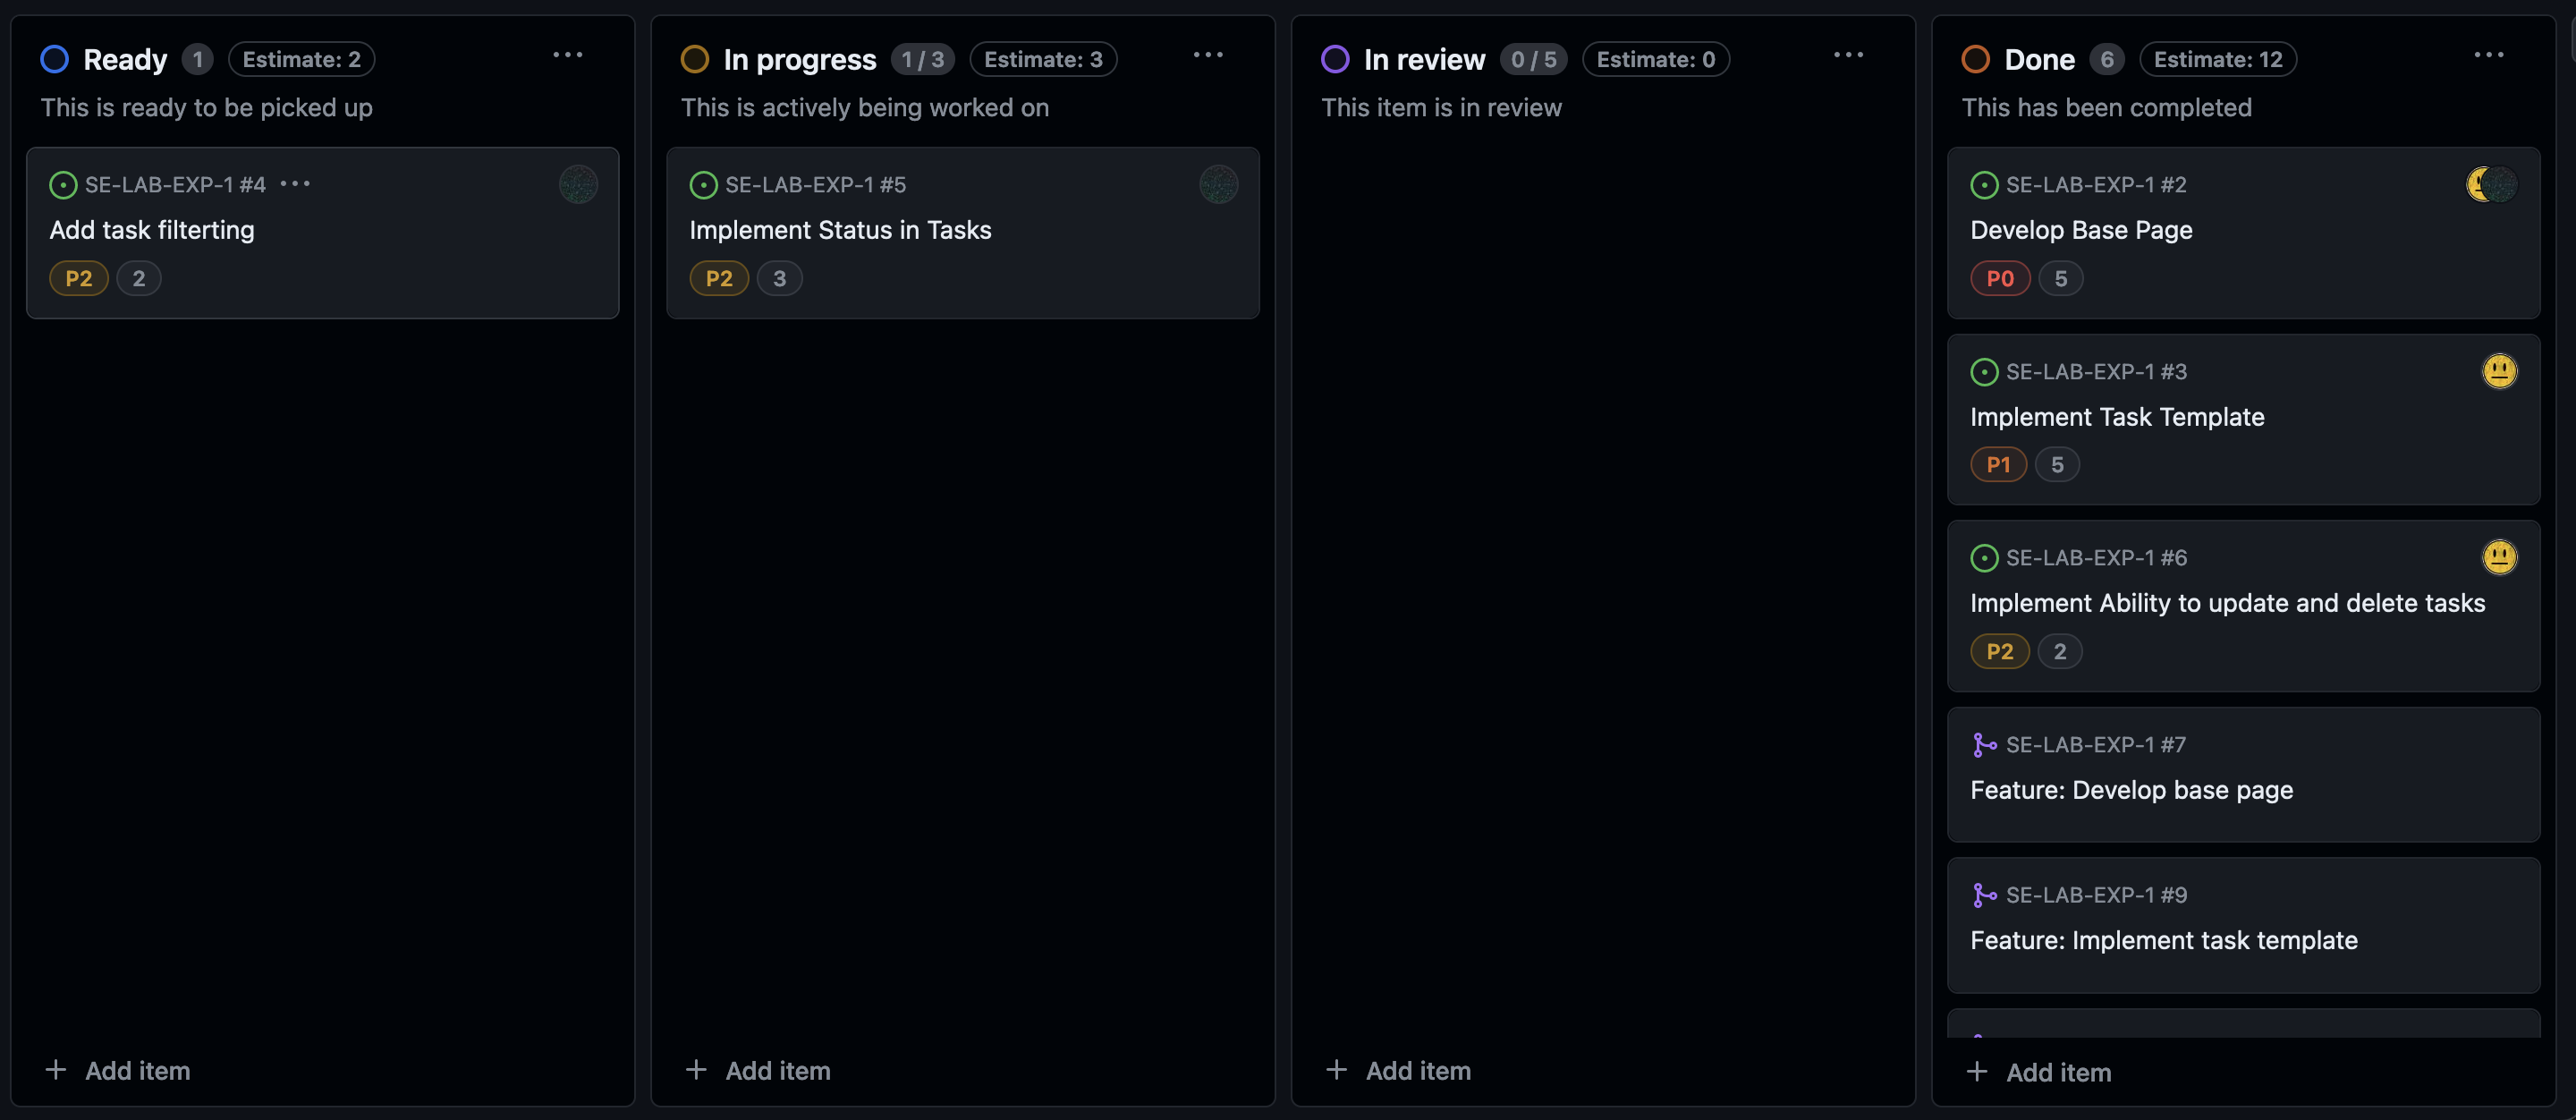 Ready 1 Estimate: 2 ···
This is ready to be picked up
SE-LAB-EXP-1 #4 ···
Add task filterting
P2 2
+ Add item
In progress 1 / 3 Estimate: 3 ···
This is actively being worked on
SE-LAB-EXP-1 #5
Implement Status in Tasks
P2 3
+ Add item
In review 0 / 5 Estimate: 0 ···
This item is in review
+ Add item
Done 6 Estimate: 12 ···
This has been completed
SE-LAB-EXP-1 #2
Develop Base Page
P0 5
SE-LAB-EXP-1 #3
Implement Task Template
P1 5
SE-LAB-EXP-1 #6
Implement Ability to update and delete tasks
P2 2
SE-LAB-EXP-1 #7
Feature: Develop base page
SE-LAB-EXP-1 #9
Feature: Implement task template
+ Add item